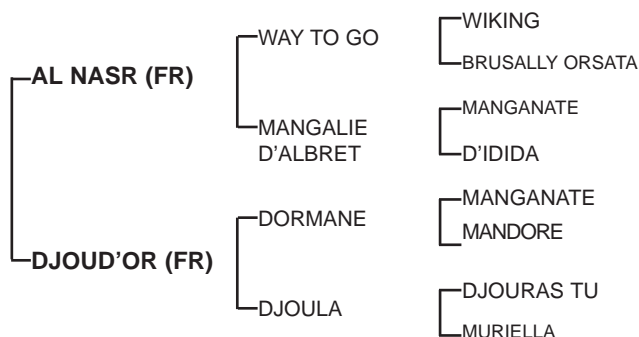 WIKING
WAY TO GO
BRUSALLY ORSATA
AL NASR (FR)
MANGANATE
MANGALIE
D'ALBRET
D'IDIDA
MANGANATE
DORMANE
MANDORE
DJOUD'OR (FR)
DJOURAS TU
DJOULA
MURIELLA